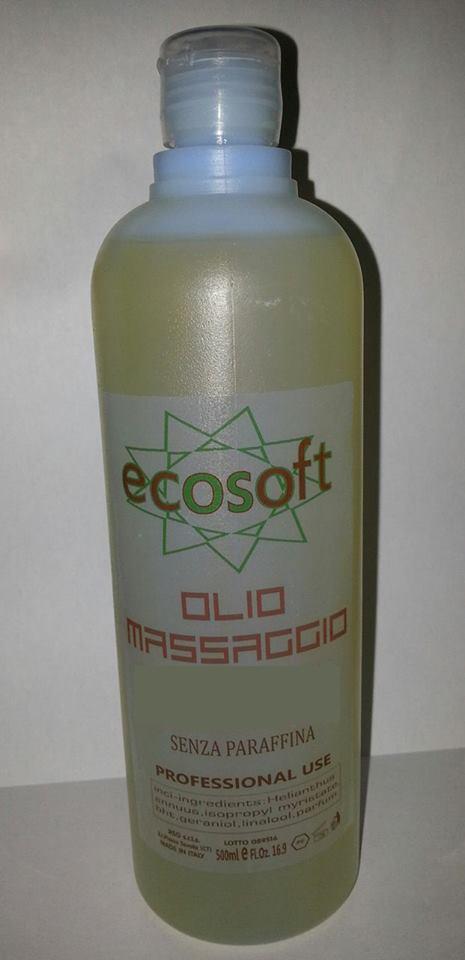 ecosoft
OLIO
MASSAGGIO
SENZA PARAFFINA
PROFESSIONAL USE
inci-ingredients: Helianthus
annuus, isopropyl myristate
bht, geraniol, linalool, parfum
LOTTO
MADE IN ITALY
500ml e Fl.Oz. 16.9